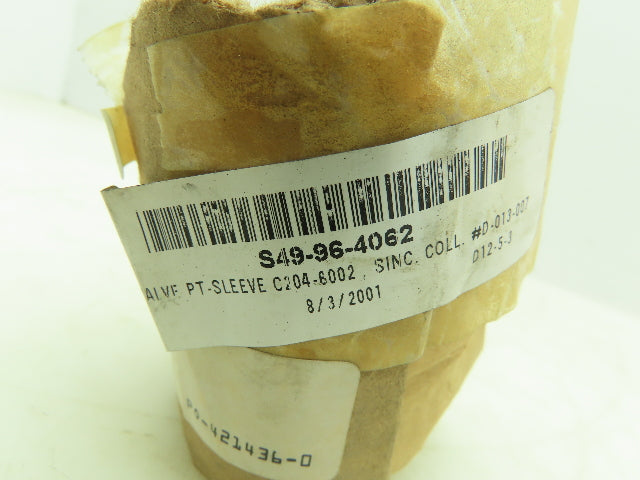 S49-96-4062
ALVE PT-SLEEVE C204-6002, SINC. COLL. #D-013-007
8/3/2001 D12-5-3
PO-421436-0